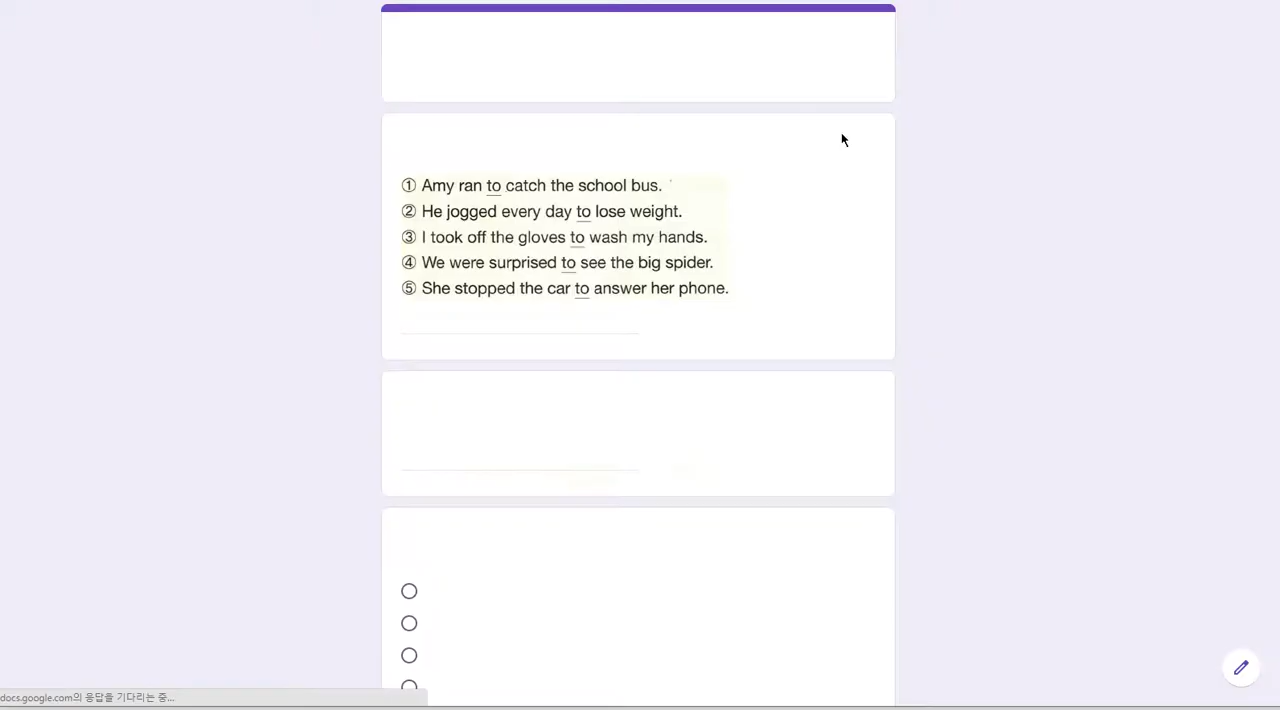 ① Amy ran to catch the school bus.
② He jogged every day to lose weight.
③ I took off the gloves to wash my hands.
④ We were surprised to see the big spider.
⑤ She stopped the car to answer her phone.
docs.google.com의 응답을 기다리는 중...